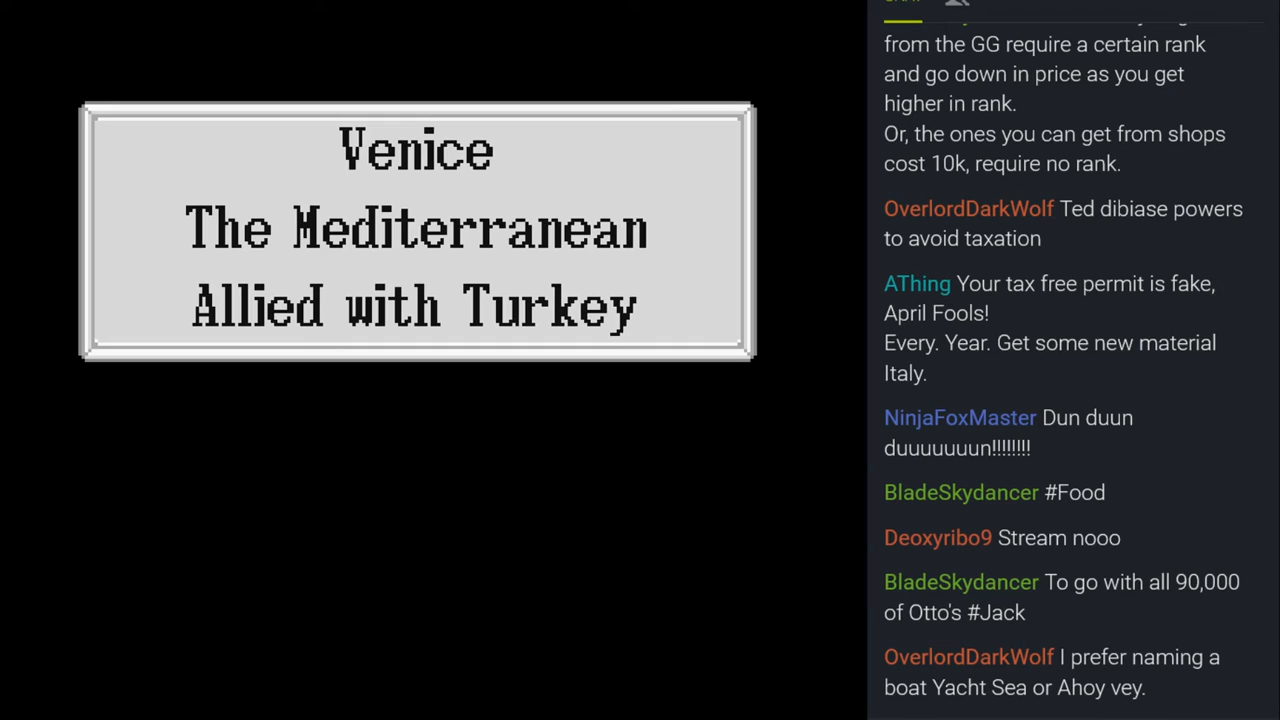 Venice
The Mediterranean
Allied with Turkey
from the GG require a certain rank
and go down in price as you get
higher in rank.
Or, the ones you can get from shops
cost 10k, require no rank.
OverlordDarkWolf Ted dibiase powers
to avoid taxation
AThing Your tax free permit is fake,
April Fools!
Every. Year. Get some new material
Italy.
NinjaFoxMaster Dun duun
duuuuuuun!!!!!!!!
BladeSkydancer #Food
Deoxyribo9 Stream nooo
BladeSkydancer To go with all 90,000
of Otto's #Jack
OverlordDarkWolf I prefer naming a
boat Yacht Sea or Ahoy vey.